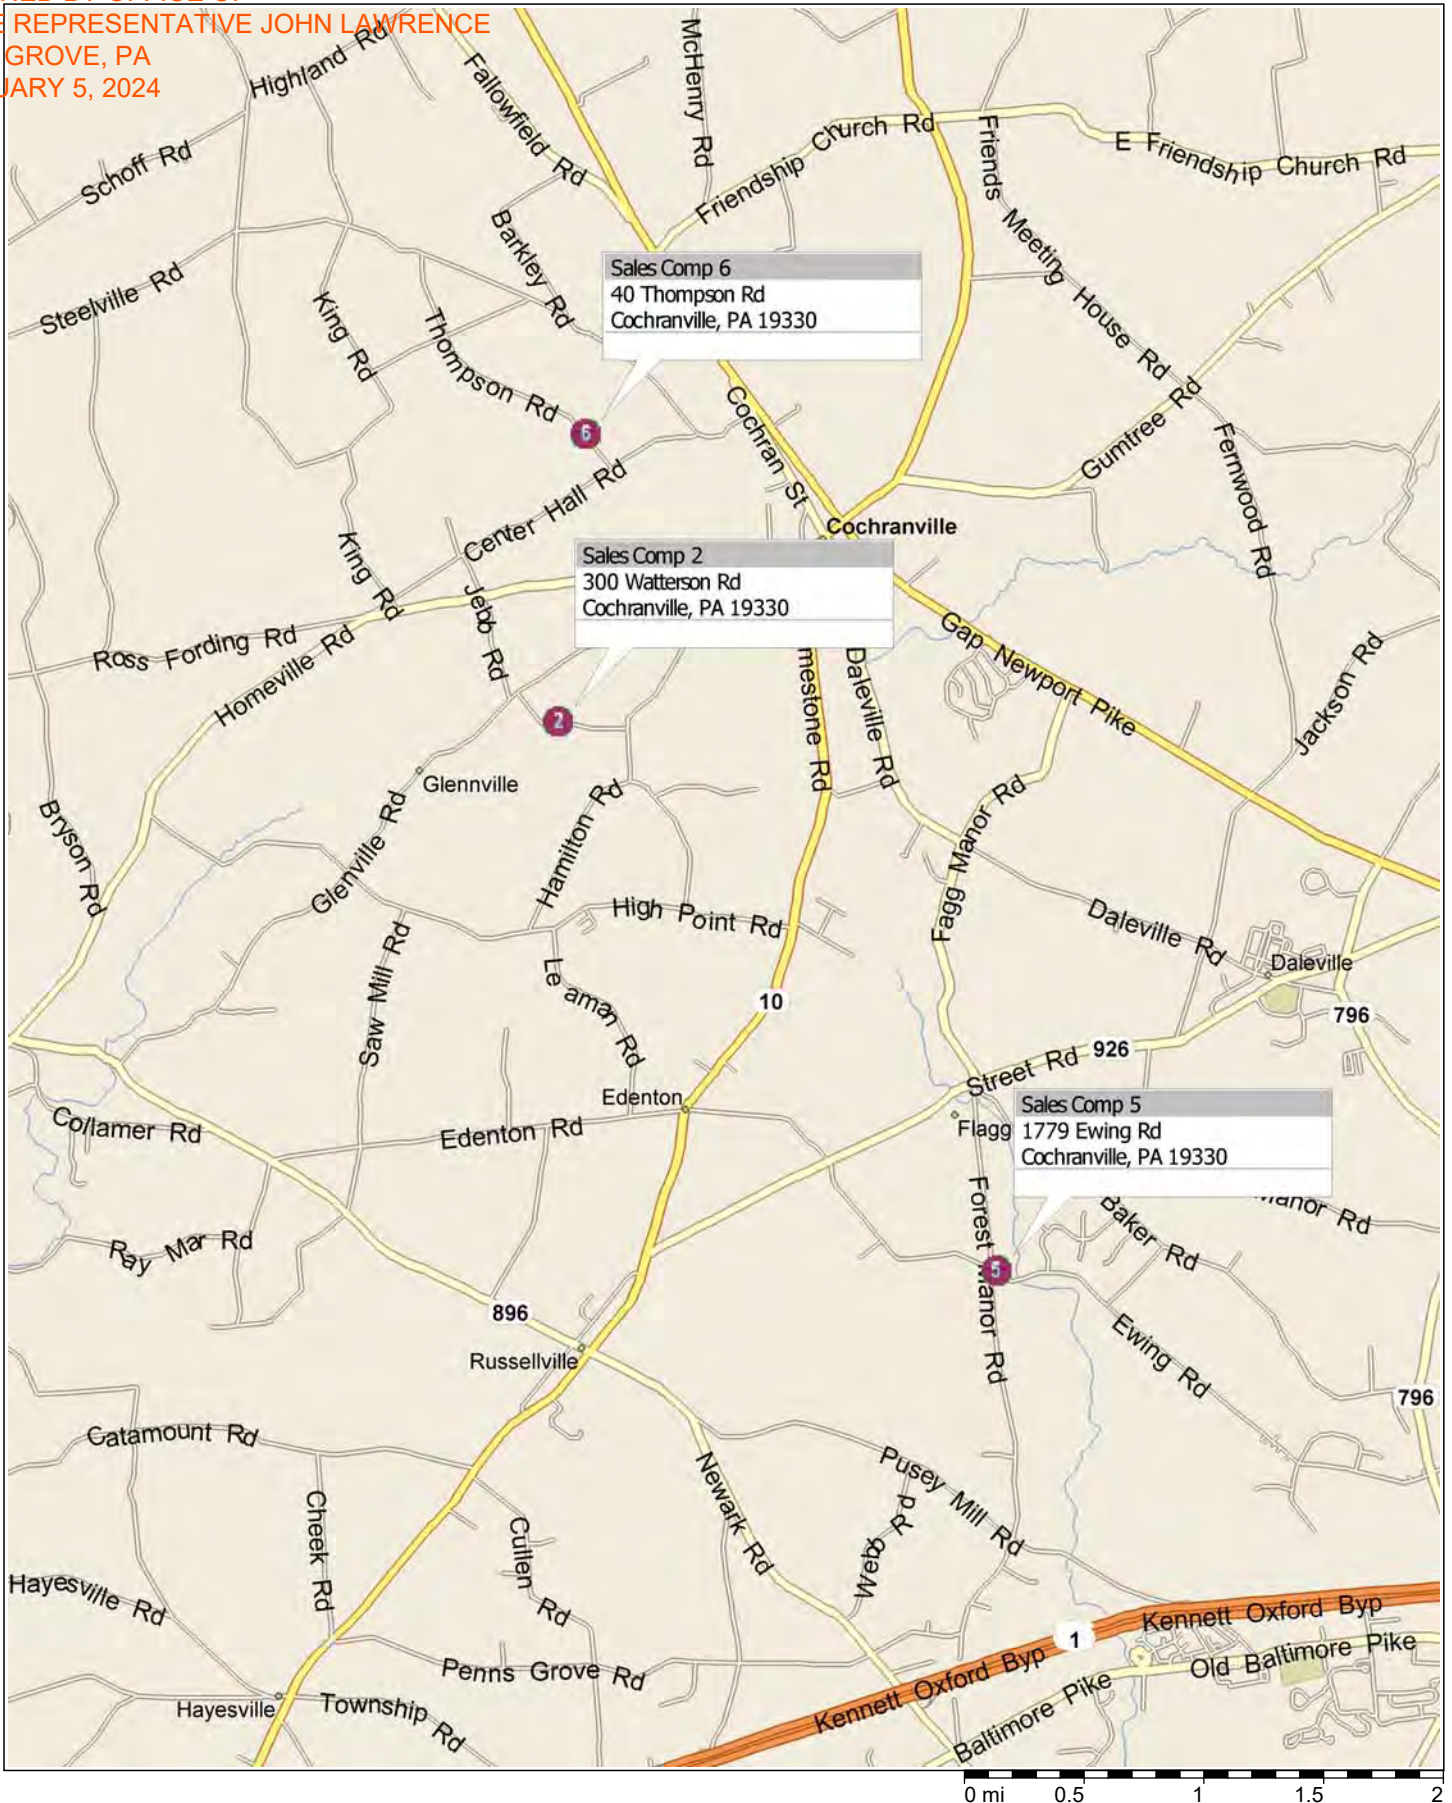 REPRESENTATIVE JOHN LAWRENCE
GROVE, PA
5, 2024
Highland Rd
Fallowfield Rd
McHenry Rd
Friendship Church Rd
Friends Meeting House Rd
E Friendship Church Rd
Schoff Rd
Barkley Rd
Steelville Rd
King Rd
Thompson Rd
Sales Comp 6
40 Thompson Rd
Cochranville, PA 19330
6
Cochran St
Gumtree Rd
Fernwood Rd
Center Hall Rd
King Rd
Cochranville
Sales Comp 2
300 Watterson Rd
Cochranville, PA 19330
Jebb Rd
Ross Fording Rd
Homeville Rd
Gap Newport Pike
Jackson Rd
Rd
Daleville Rd
2
Glennville
Glenville Rd
Hamilton Rd
Bryson Rd
Fagg Manor Rd
High Point Rd
Daleville Rd
Saw Mill Rd
Le aman Rd
Daleville
10
796
Street Rd
926
Edenton
Collamer Rd
Edenton Rd
Flagg
Sales Comp 5
1779 Ewing Rd
Cochranville, PA 19330
Forest Manor Rd
Baker Rd
Rd
Ray Mar Rd
5
896
Russellville
Ewing Rd
796
Catamount Rd
Cheek Rd
Cullen Rd
Newark Rd
Pusey Mill Rd
Webb Rd
Hayesville Rd
Kennett Oxford Byp
1
Kennett Oxford Byp
Old Baltimore Pike
Penns Grove Rd
Hayesville
Township Rd
Baltimore Pike
0 mi 0.5 1 1.5 2